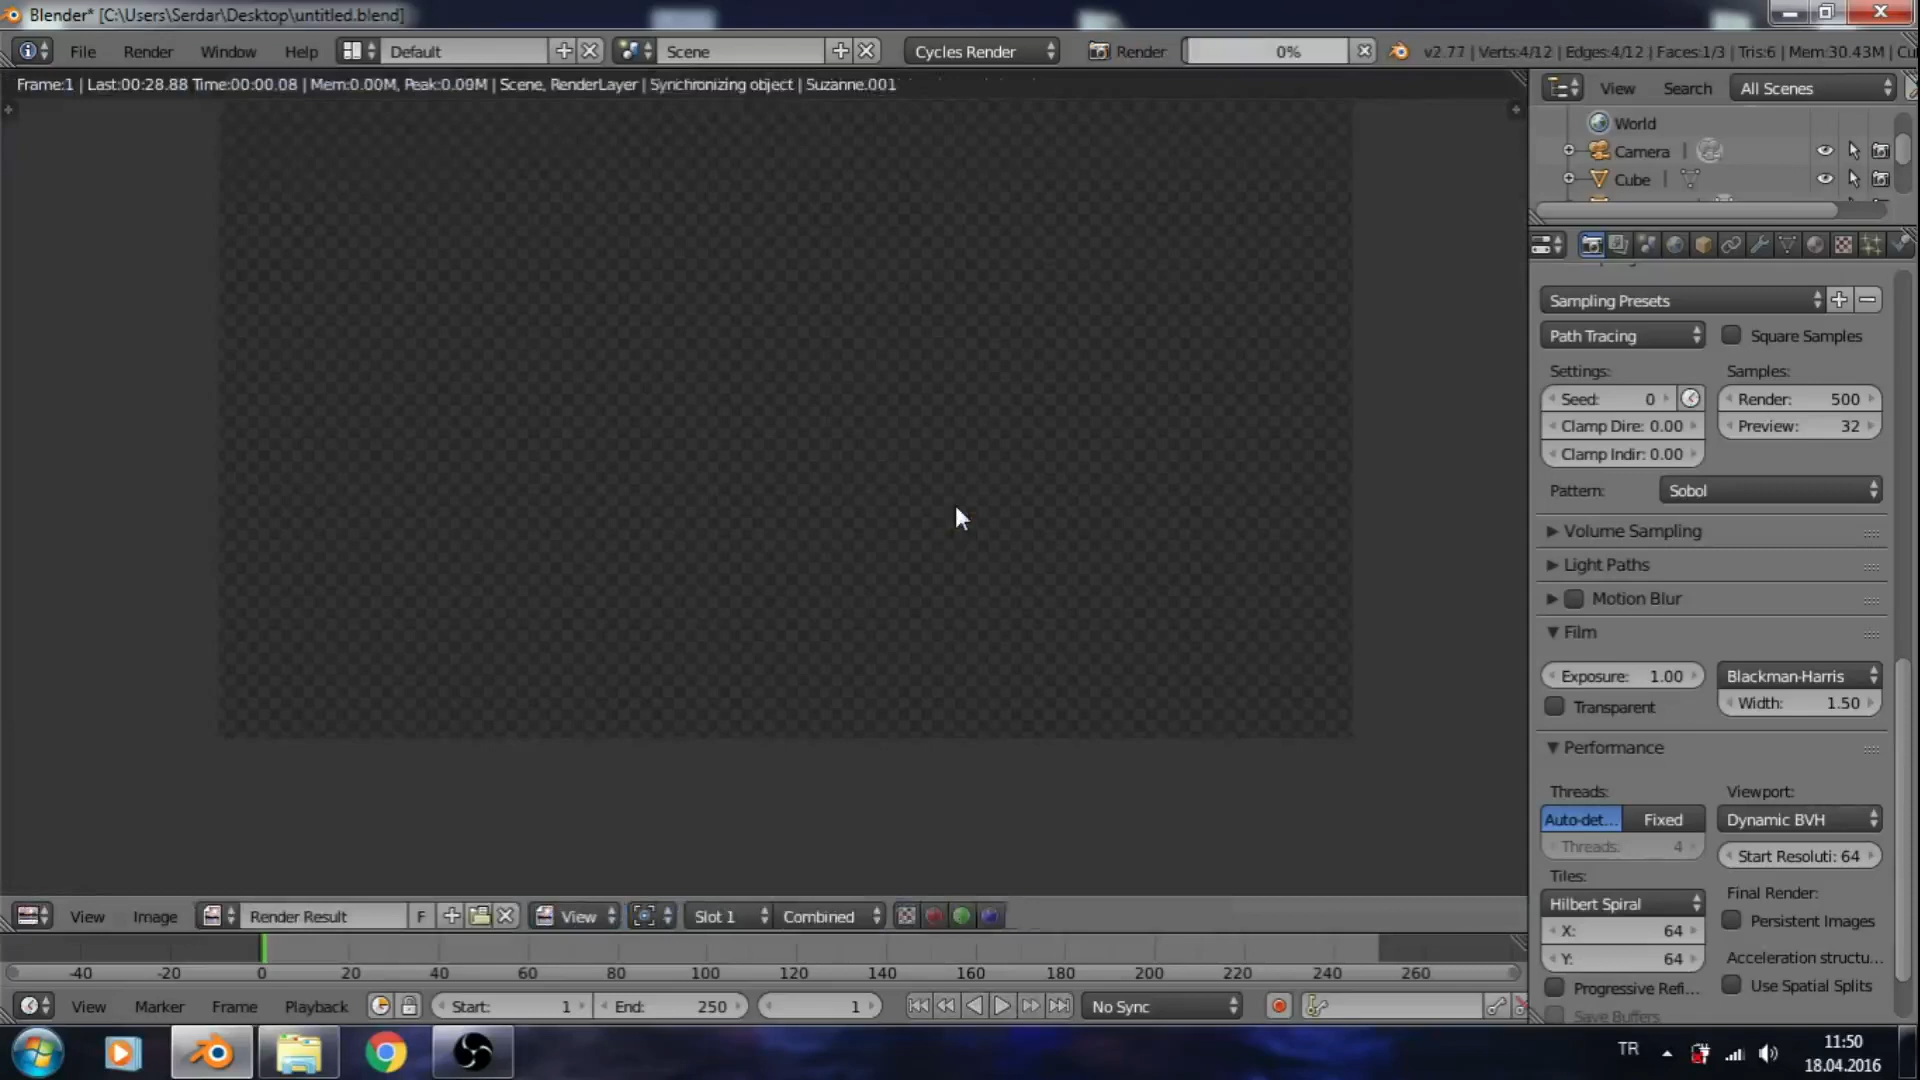 Blender* [C:\Users\Serdar\Desktop\untitled.blend]
File Render Window Help Default Scene Cycles Render Render 0% v2.77 | Verts:4/12 | Edges:4/12 | Faces:1/3 | Tris:6 | Mem:30.43M | Cu
Frame:1 | Last:00:28.88 Time:00:00.08 | Mem:0.00M, Peak:0.09M | Scene, RenderLayer | Synchronizing object | Suzanne.001
View Search All Scenes
World
Camera
Cube
Sampling Presets
Path Tracing Square Samples
Settings: Samples:
Seed: 0 Render: 500
Clamp Dire: 0.00 Preview: 32
Clamp Indir: 0.00
Pattern: Sobol
Volume Sampling
Light Paths
Motion Blur
Film
Exposure: 1.00 Blackman-Harris
Transparent Width: 1.50
Performance
Threads: Viewport:
Auto-det... Fixed Dynamic BVH
Threads: 4 Start Resoluti: 64
Tiles: Final Render:
Hilbert Spiral Persistent Images
X: 64
Y: 64 Acceleration structu...
Progressive Refi... Use Spatial Splits
Save Buffers
View Image Render Result F View Slot 1 Combined
-40 -20 0 20 40 60 80 100 120 140 160 180 200 220 240 260
View Marker Frame Playback Start: 1 End: 250 1 No Sync
TR 11:50
18.04.2016